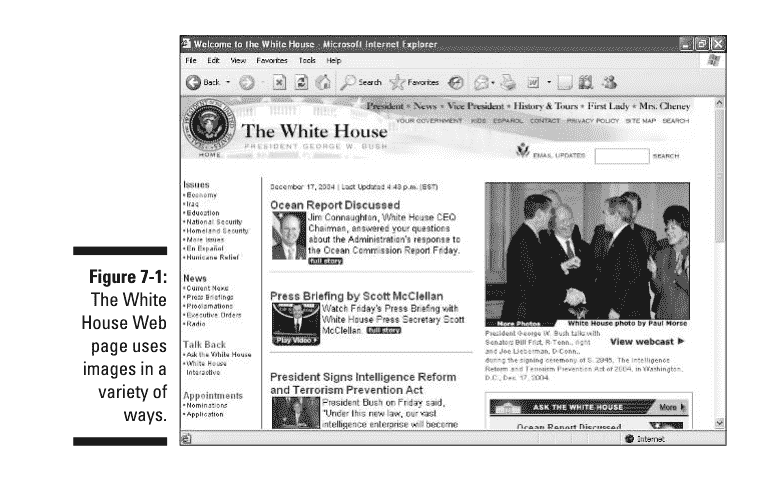 Welcome to the White House - Microsoft Internet Explorer
File Edit View Favorites Tools Help
Back Search Favorites
President * News * Vice President * History & Tours * First Lady * Mrs. Cheney
YOUR GOVERNMENT KIDS ESPAÑOL CONTACT PRIVACY POLICY SITE MAP SEARCH
The White House
PRESIDENT GEORGE W. BUSH
HOME
EMAIL UPDATES SEARCH
Issues
• Economy
• Iraq
• Education
• National Security
• Homeland Security
• More Issues
• En Español
• Hurricane Relief
News
• Current News
• Press Briefings
• Proclamations
• Executive Orders
• Radio
Talk Back
• Ask the White House
• White House
Interactive
Appointments
• Nominations
• Application
December 17, 2004 | Last Updated 4:43 p.m. (EST)
Ocean Report Discussed
Jim Connaughton, White House CEQ
Chairman, answered your questions
about the Administration's response to
the Ocean Commission Report Friday.
full story
Press Briefing by Scott McClellan
Watch Friday's Press Briefing with
White House Press Secretary Scott
McClellan. full story
Play Video
President Signs Intelligence Reform
and Terrorism Prevention Act
President Bush on Friday said,
"Under this new law, our vast
intelligence enterprise will become
More Photos White House photo by Paul Morse
President George W. Bush talks with
Senators Bill Frist, R-Tenn., right
and Joe Lieberman, D-Conn.,
View webcast
during the signing ceremony of S. 2845, The Intelligence
Reform and Terrorism Prevention Act of 2004, in Washington,
D.C., Dec. 17, 2004.
ASK THE WHITE HOUSE More
Ocean Report Discussed
Internet
Figure 7-1:
The White
House Web
page uses
images in a
variety of
ways.